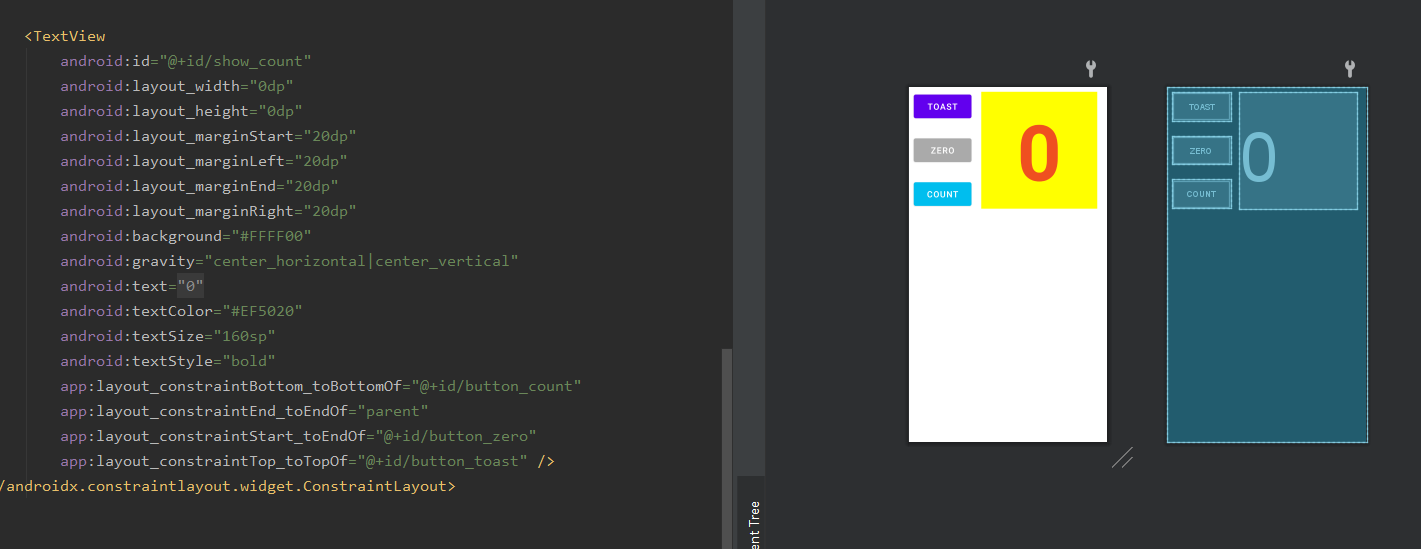 <TextView
android:id="@+id/show_count"
android:layout_width="0dp"
android:layout_height="0dp"
android:layout_marginStart="20dp"
android:layout_marginLeft="20dp"
android:layout_marginEnd="20dp"
android:layout_marginRight="20dp"
android:background="#FFFF00"
android:gravity="center_horizontal|center_vertical"
android:text="0"
android:textColor="#EF5020"
android:textSize="160sp"
android:textStyle="bold"
app:layout_constraintBottom_toBottomOf="@+id/button_count"
app:layout_constraintEnd_toEndOf="parent"
app:layout_constraintStart_toEndOf="@+id/button_zero"
app:layout_constraintTop_toTopOf="@+id/button_toast" />
/androidx.constraintlayout.widget.ConstraintLayout>
ent Tree
TOAST
ZERO
COUNT
0
TOAST
ZERO
COUNT
0